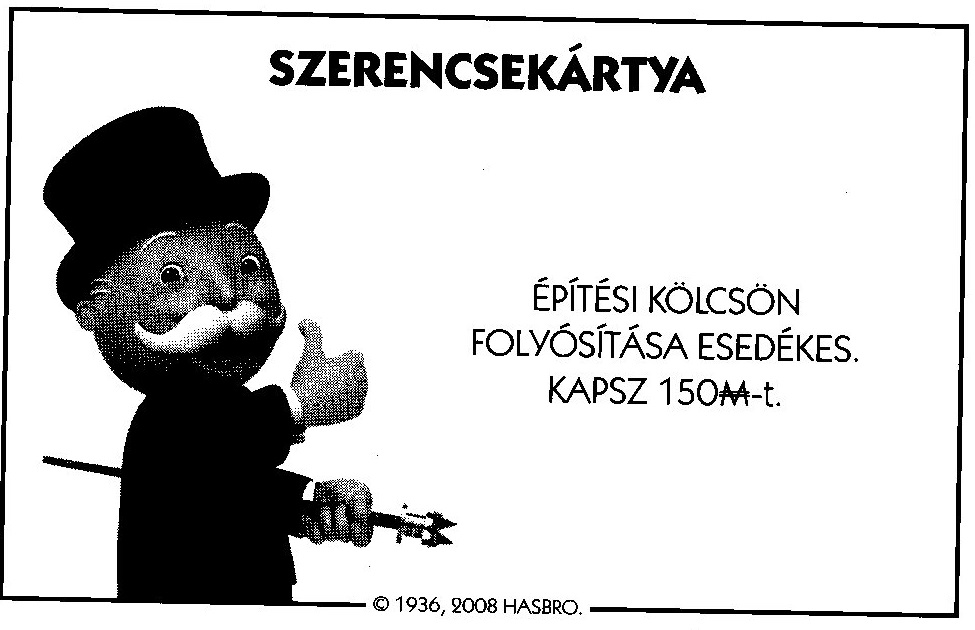 SZERENCSEKÁRTYA
ÉPÍTÉSI KÖLCSÖN
FOLYÓSÍTÁSA ESEDÉKES.
KAPSZ 150M-t.
© 1936, 2008 HASBRO.